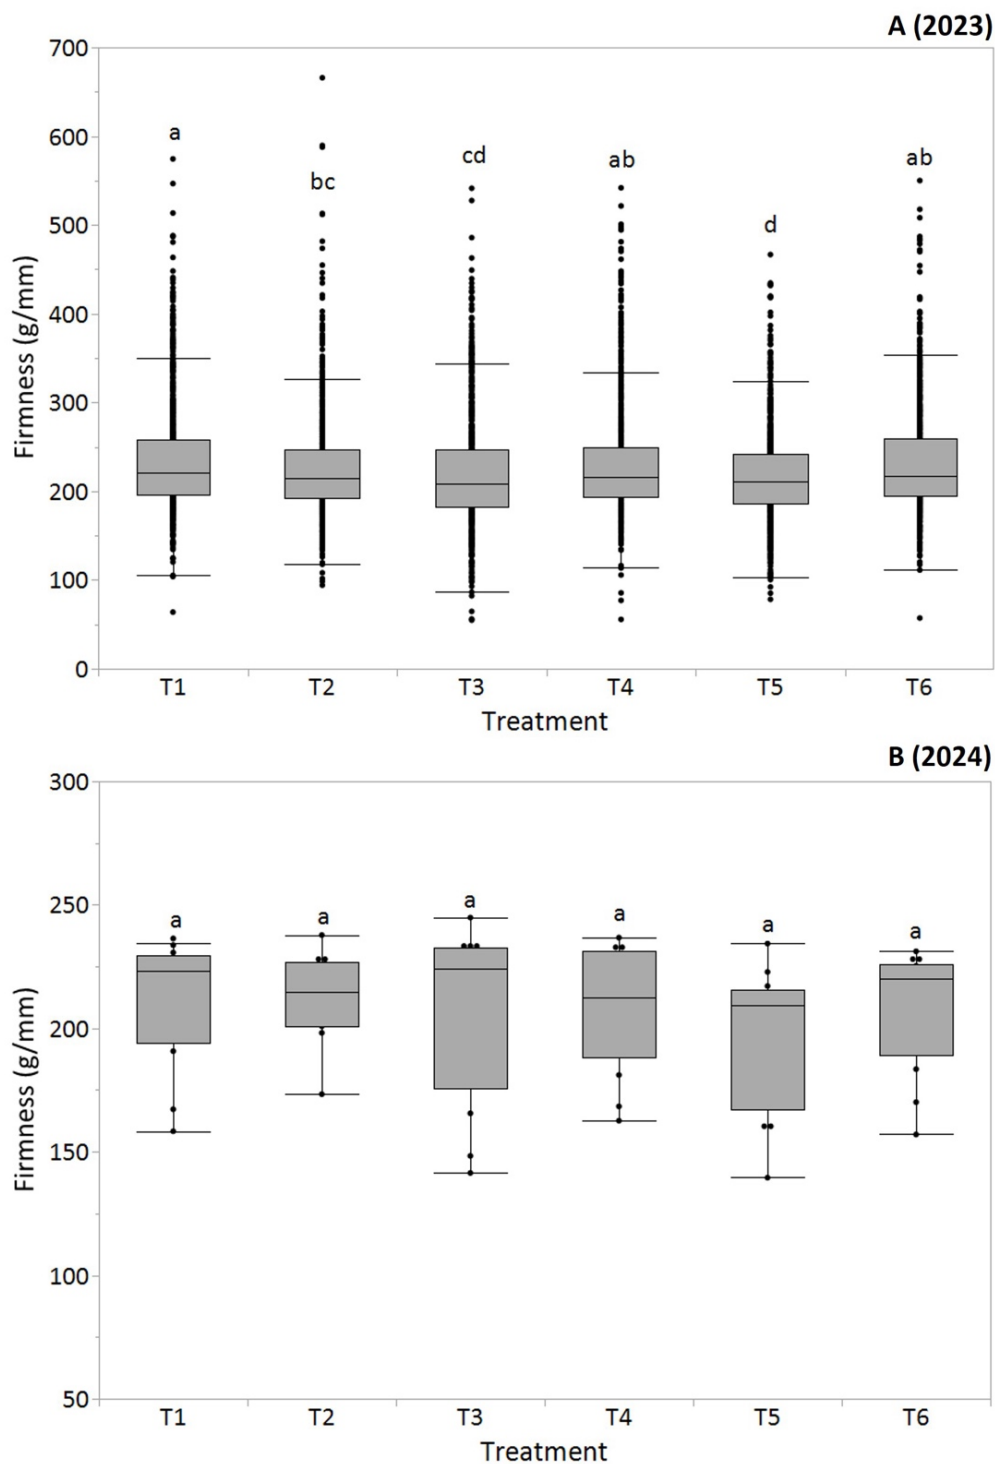 A (2023)
700
600
500
400
300
200
100
0
Firmness (g/mm)
a
bc
cd
ab
d
ab
T1 T2 T3 T4 T5 T6
Treatment
B (2024)
300
250
200
150
100
50
Firmness (g/mm)
a a a a a a
T1 T2 T3 T4 T5 T6
Treatment